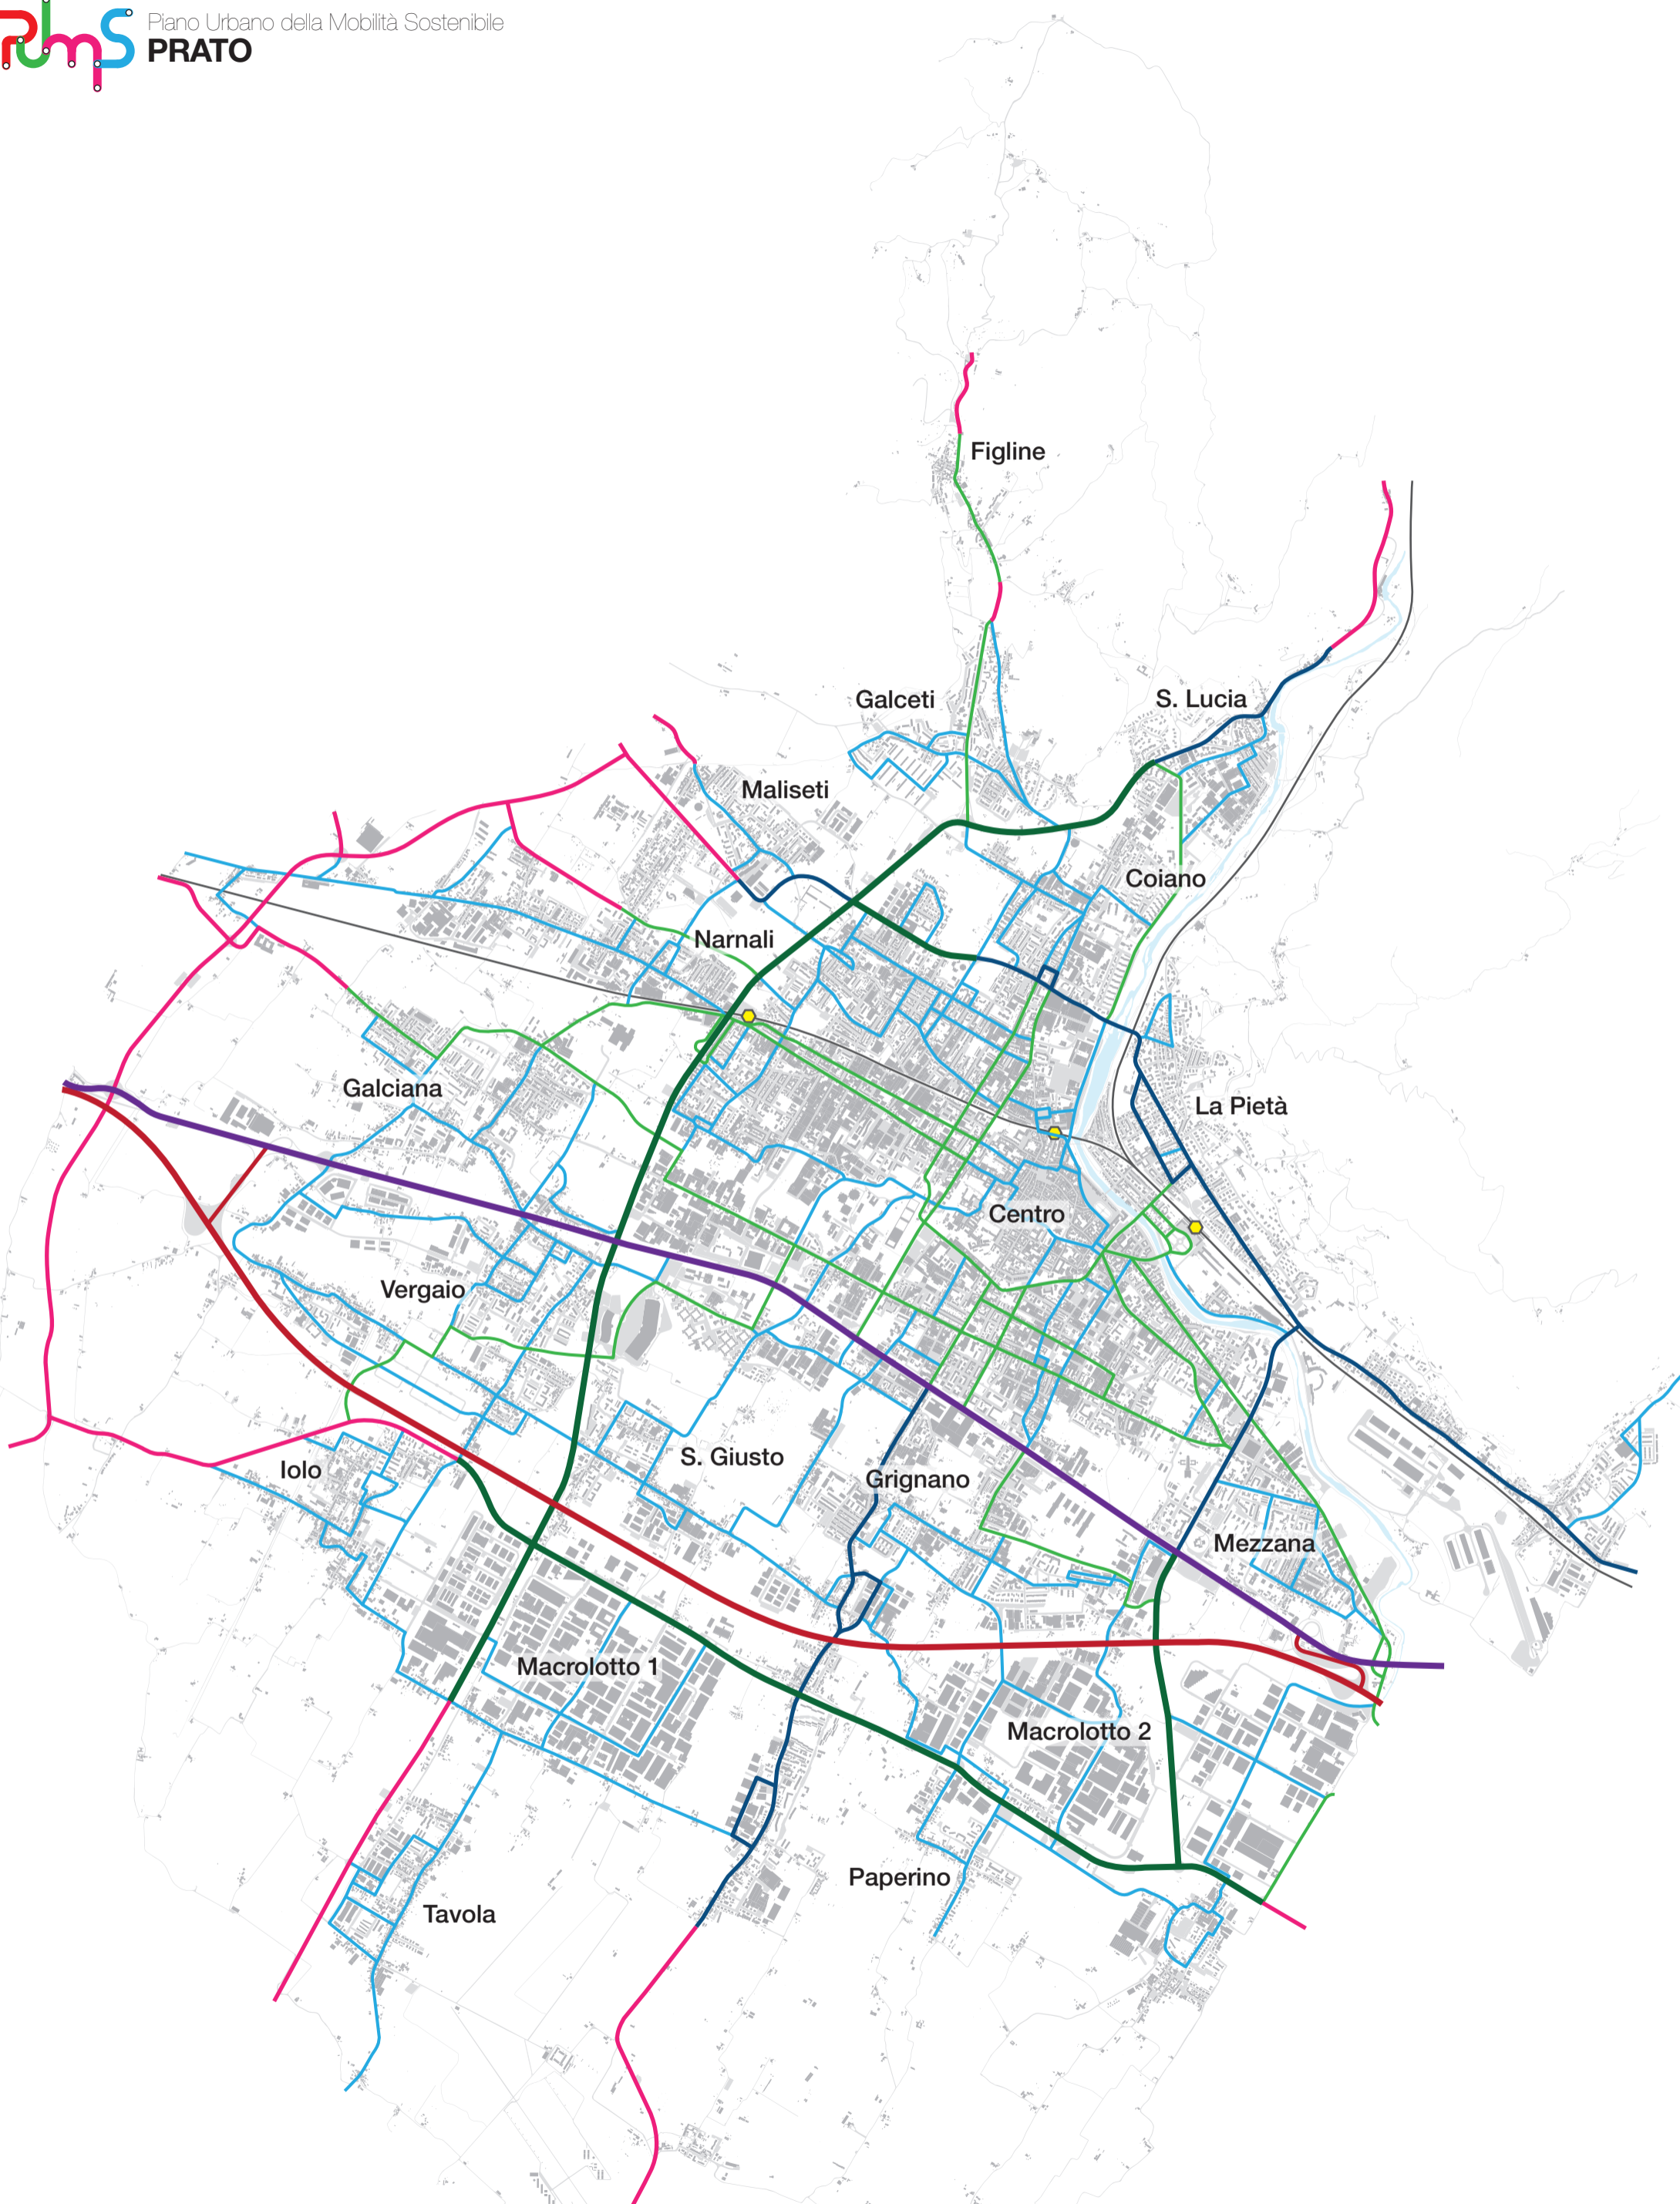 pums
Piano Urbano della Mobilità Sostenibile
PRATO
Figline
Galceti
S. Lucia
Maliseti
Coiano
Narnali
Galciana
La Pietà
Centro
Vergaio
S. Giusto
Iolo
Grignano
Mezzana
Macrolotto 1
Macrolotto 2
Paperino
Tavola